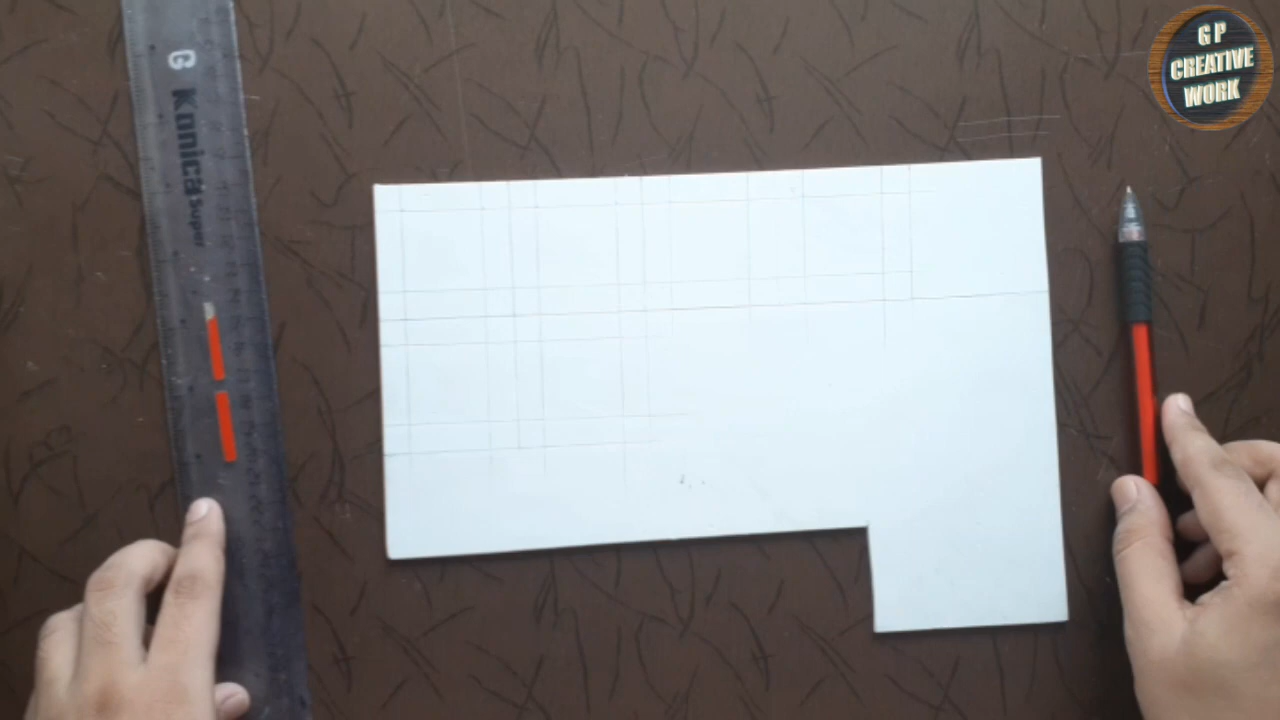 G
Konica Super
G P
CREATIVE
WORK